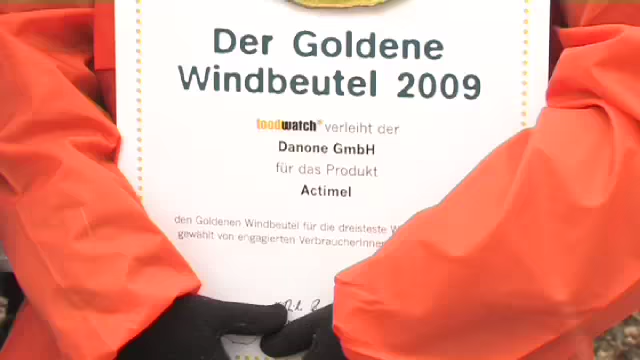 Der Goldene
Windbeutel 2009
foodwatch® verleiht der
Danone GmbH
für das Produkt
Actimel
den Goldenen Windbeutel für die dreisteste
gewählt von engagierten VerbraucherInnen